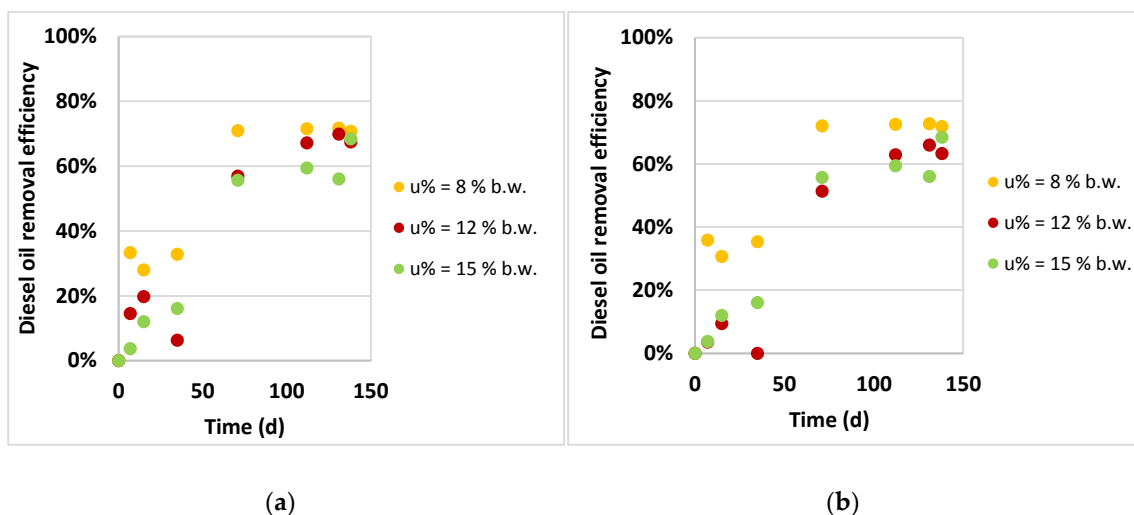 100%
80%
60%
40%
20%
0%
Diesel oil removal efficiency
0 50 100 150
Time (d)
u% = 8 % b.w.
u% = 12 % b.w.
u% = 15 % b.w.
(a)
100%
80%
60%
40%
20%
0%
Diesel oil removal efficiency
0 50 100 150
Time (d)
u% = 8 % b.w.
u% = 12 % b.w.
u% = 15 % b.w.
(b)